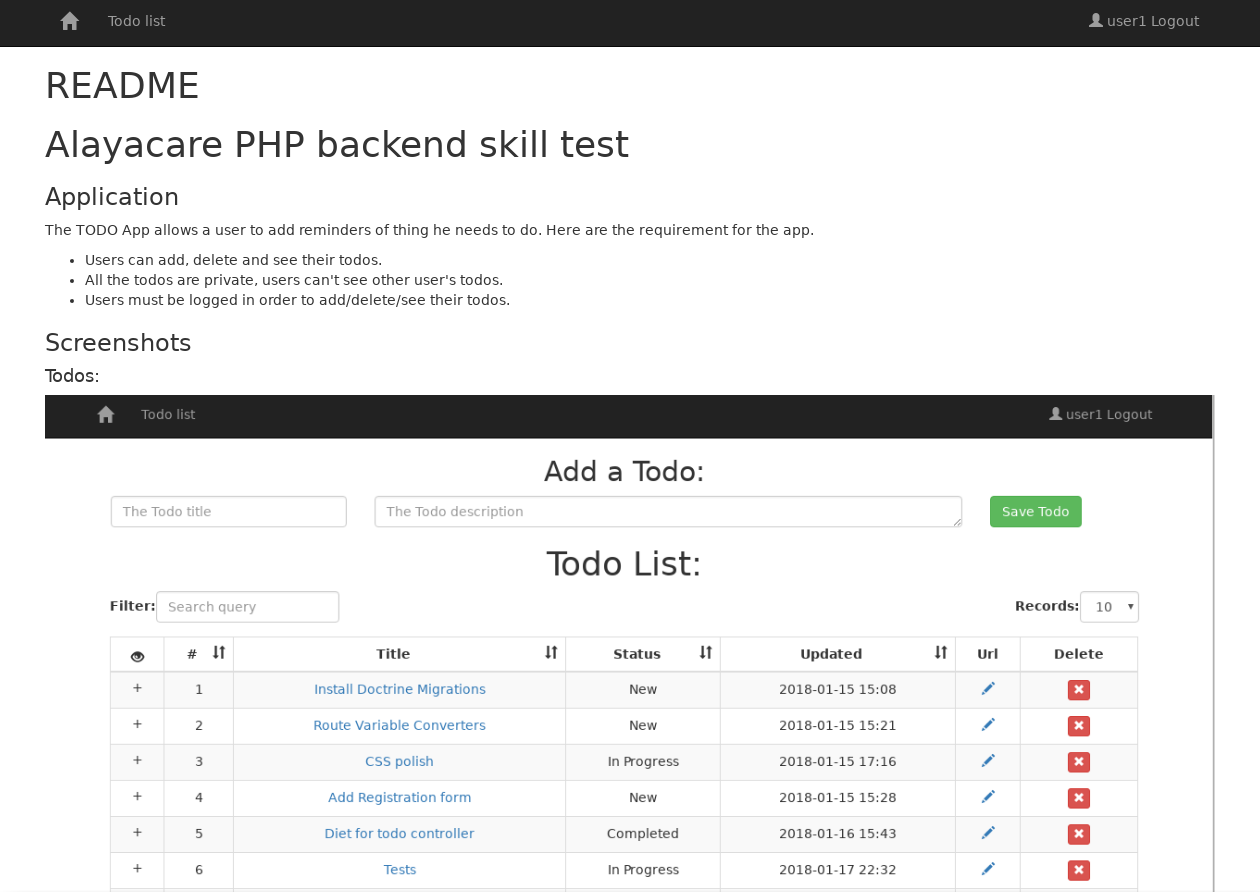 Todo list user1 Logout
README
Alayacare PHP backend skill test
Application
The TODO App allows a user to add reminders of thing he needs to do. Here are the requirement for the app.
• Users can add, delete and see their todos.
• All the todos are private, users can't see other user's todos.
• Users must be logged in order to add/delete/see their todos.
Screenshots
Todos:
Todo list user1 Logout
Add a Todo:
The Todo title The Todo description Save Todo
Todo List:
Filter: Search query Records: 10
# Title Status Updated Url Delete
+ 1 Install Doctrine Migrations New 2018-01-15 15:08
+ 2 Route Variable Converters New 2018-01-15 15:21
+ 3 CSS polish In Progress 2018-01-15 17:16
+ 4 Add Registration form New 2018-01-15 15:28
+ 5 Diet for todo controller Completed 2018-01-16 15:43
+ 6 Tests In Progress 2018-01-17 22:32